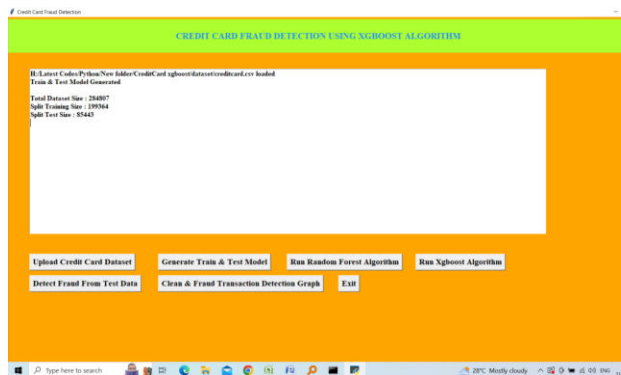 Credit Card Fraud Detection
CREDIT CARD FRAUD DETECTION USING XGBOOST ALGORITHM
H:/Latest Codes/Python/New folder/CreditCard xgboost/dataset/creditcard.csv loaded
Train & Test Model Generated
Total Dataset Size : 284807
Split Training Size : 199364
Split Test Size : 85443
Upload Credit Card Dataset
Generate Train & Test Model
Run Random Forest Algorithm
Run Xgboost Algorithm
Detect Fraud From Test Data
Clean & Fraud Transaction Detection Graph
Exit
Type here to search
28°C Mostly cloudy
ENG